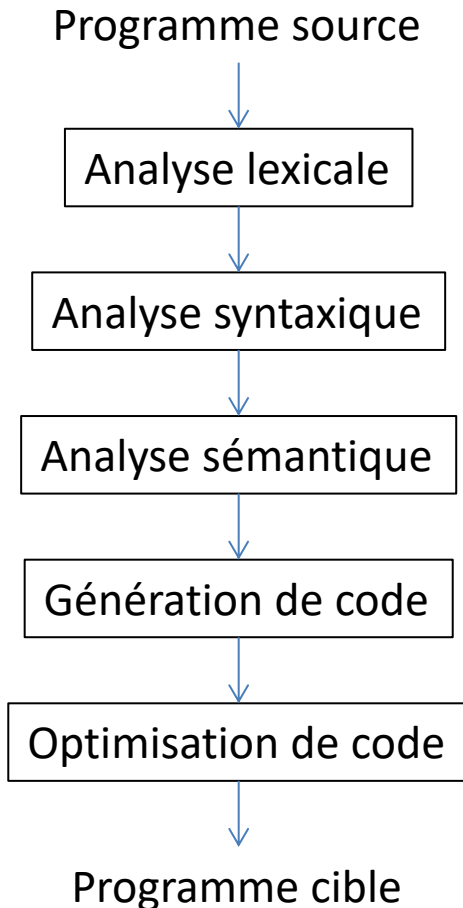 Programme source
Analyse lexicale
Analyse syntaxique
Analyse sémantique
Génération de code
Optimisation de code
Programme cible